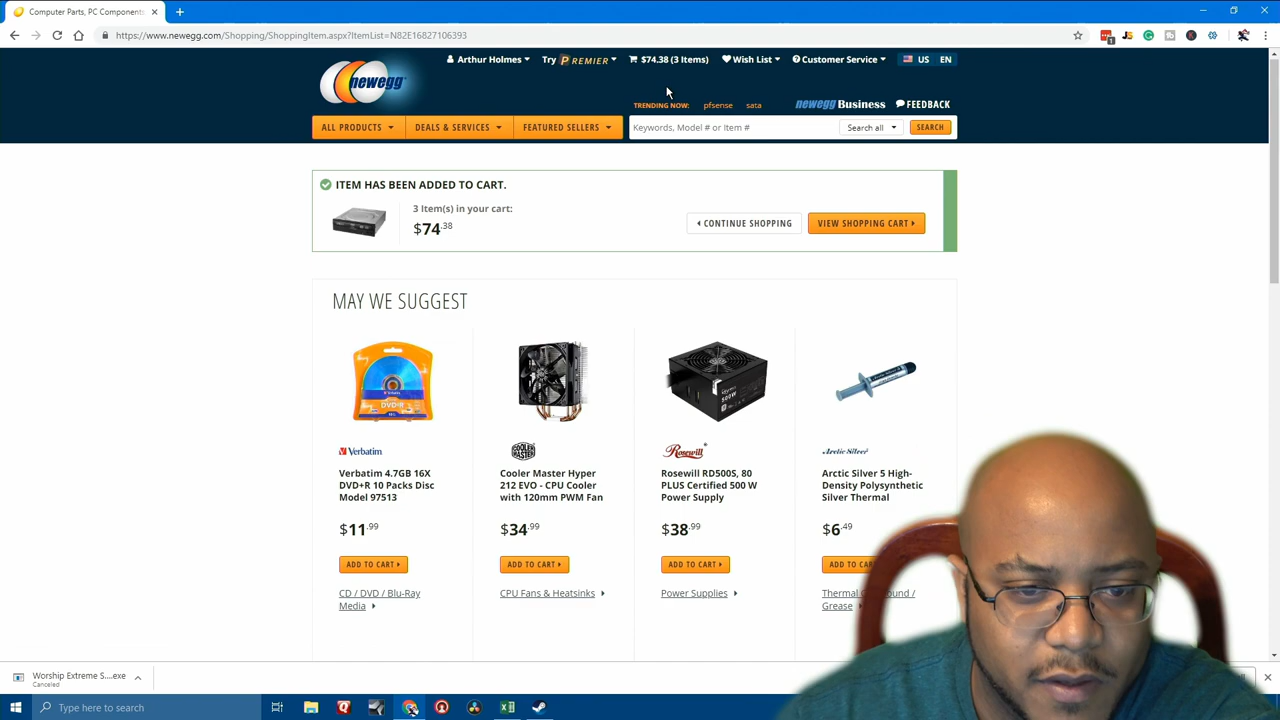 Computer Parts, PC Components
https://www.newegg.com/Shopping/ShoppingItem.aspx?ItemList=N82E16827106393
1
newegg
Arthur Holmes
Try PREMIER
$74.38 (3 Items)
Wish List
Customer Service
US EN
TRENDING NOW: pfsense sata
newegg Business
FEEDBACK
ALL PRODUCTS
DEALS & SERVICES
FEATURED SELLERS
Keywords, Model # or Item #
Search all
SEARCH
ITEM HAS BEEN ADDED TO CART.
3 Item(s) in your cart:
$74.38
CONTINUE SHOPPING
VIEW SHOPPING CART
MAY WE SUGGEST
DVD+R
500W
Verbatim
COOLER MASTER
Rosewill
Arctic Silver
Verbatim 4.7GB 16X
DVD+R 10 Packs Disc
Model 97513
Cooler Master Hyper
212 EVO - CPU Cooler
with 120mm PWM Fan
Rosewill RD500S, 80
PLUS Certified 500 W
Power Supply
Arctic Silver 5 High-
Density Polysynthetic
Silver Thermal
$11.99
$34.99
$38.99
$6.49
ADD TO CART
ADD TO CART
ADD TO CART
ADD TO
CD / DVD / Blu-Ray
Media
CPU Fans & Heatsinks
Power Supplies
Thermal
Grease
Worship Extreme S....exe
Canceled
Type here to search